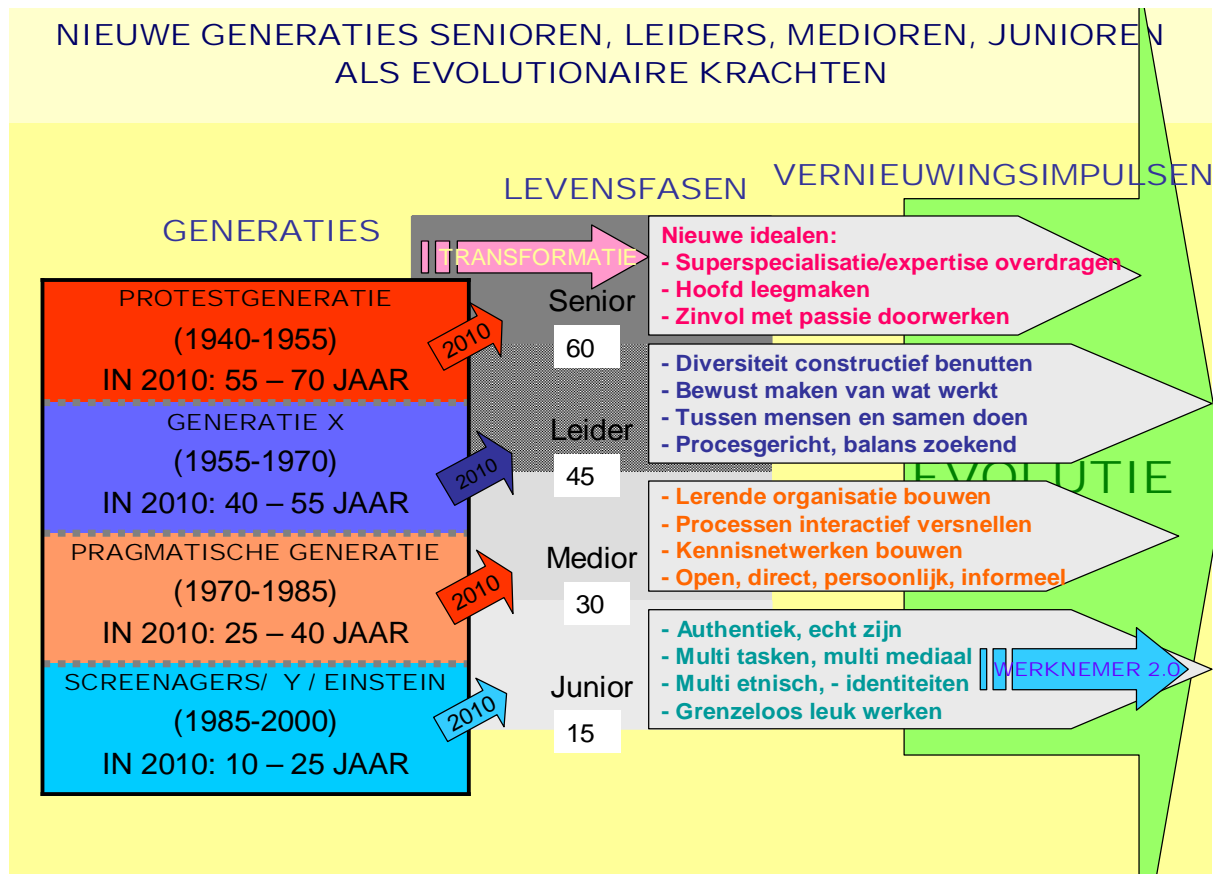 NIEUWE GENERATIES SENIOREN, LEIDERS, MEDIOREN, JUNIOREN
ALS EVOLUTIONAIRE KRACHTEN
GENERATIES
LEVENSFASEN
VERNIEUWINGSIMPULSEN
PROTESTGENERATIE
(1940-1955)
IN 2010: 55 – 70 JAAR
2010
GENERATIE X
(1955-1970)
IN 2010: 40 – 55 JAAR
2010
PRAGMATISCHE GENERATIE
(1970-1985)
IN 2010: 25 – 40 JAAR
2010
SCREENAGERS/ Y / EINSTEIN
(1985-2000)
IN 2010: 10 – 25 JAAR
2010
TRANSFORMATIE
Senior
60
Leider
45
Medior
30
Junior
15
Nieuwe idealen:
- Superspecialisatie/expertise overdragen
- Hoofd leegmaken
- Zinvol met passie doorwerken
- Diversiteit constructief benutten
- Bewust maken van wat werkt
- Tussen mensen en samen doen
- Procesgericht, balans zoekend
EVOLUTIE
- Lerende organisatie bouwen
- Processen interactief versnellen
- Kennisnetwerken bouwen
- Open, direct, persoonlijk, informeel
- Authentiek, echt zijn
- Multi tasken, multi mediaal
- Multi etnisch, - identiteiten
- Grenzeloos leuk werken
WERKNEMER 2.0